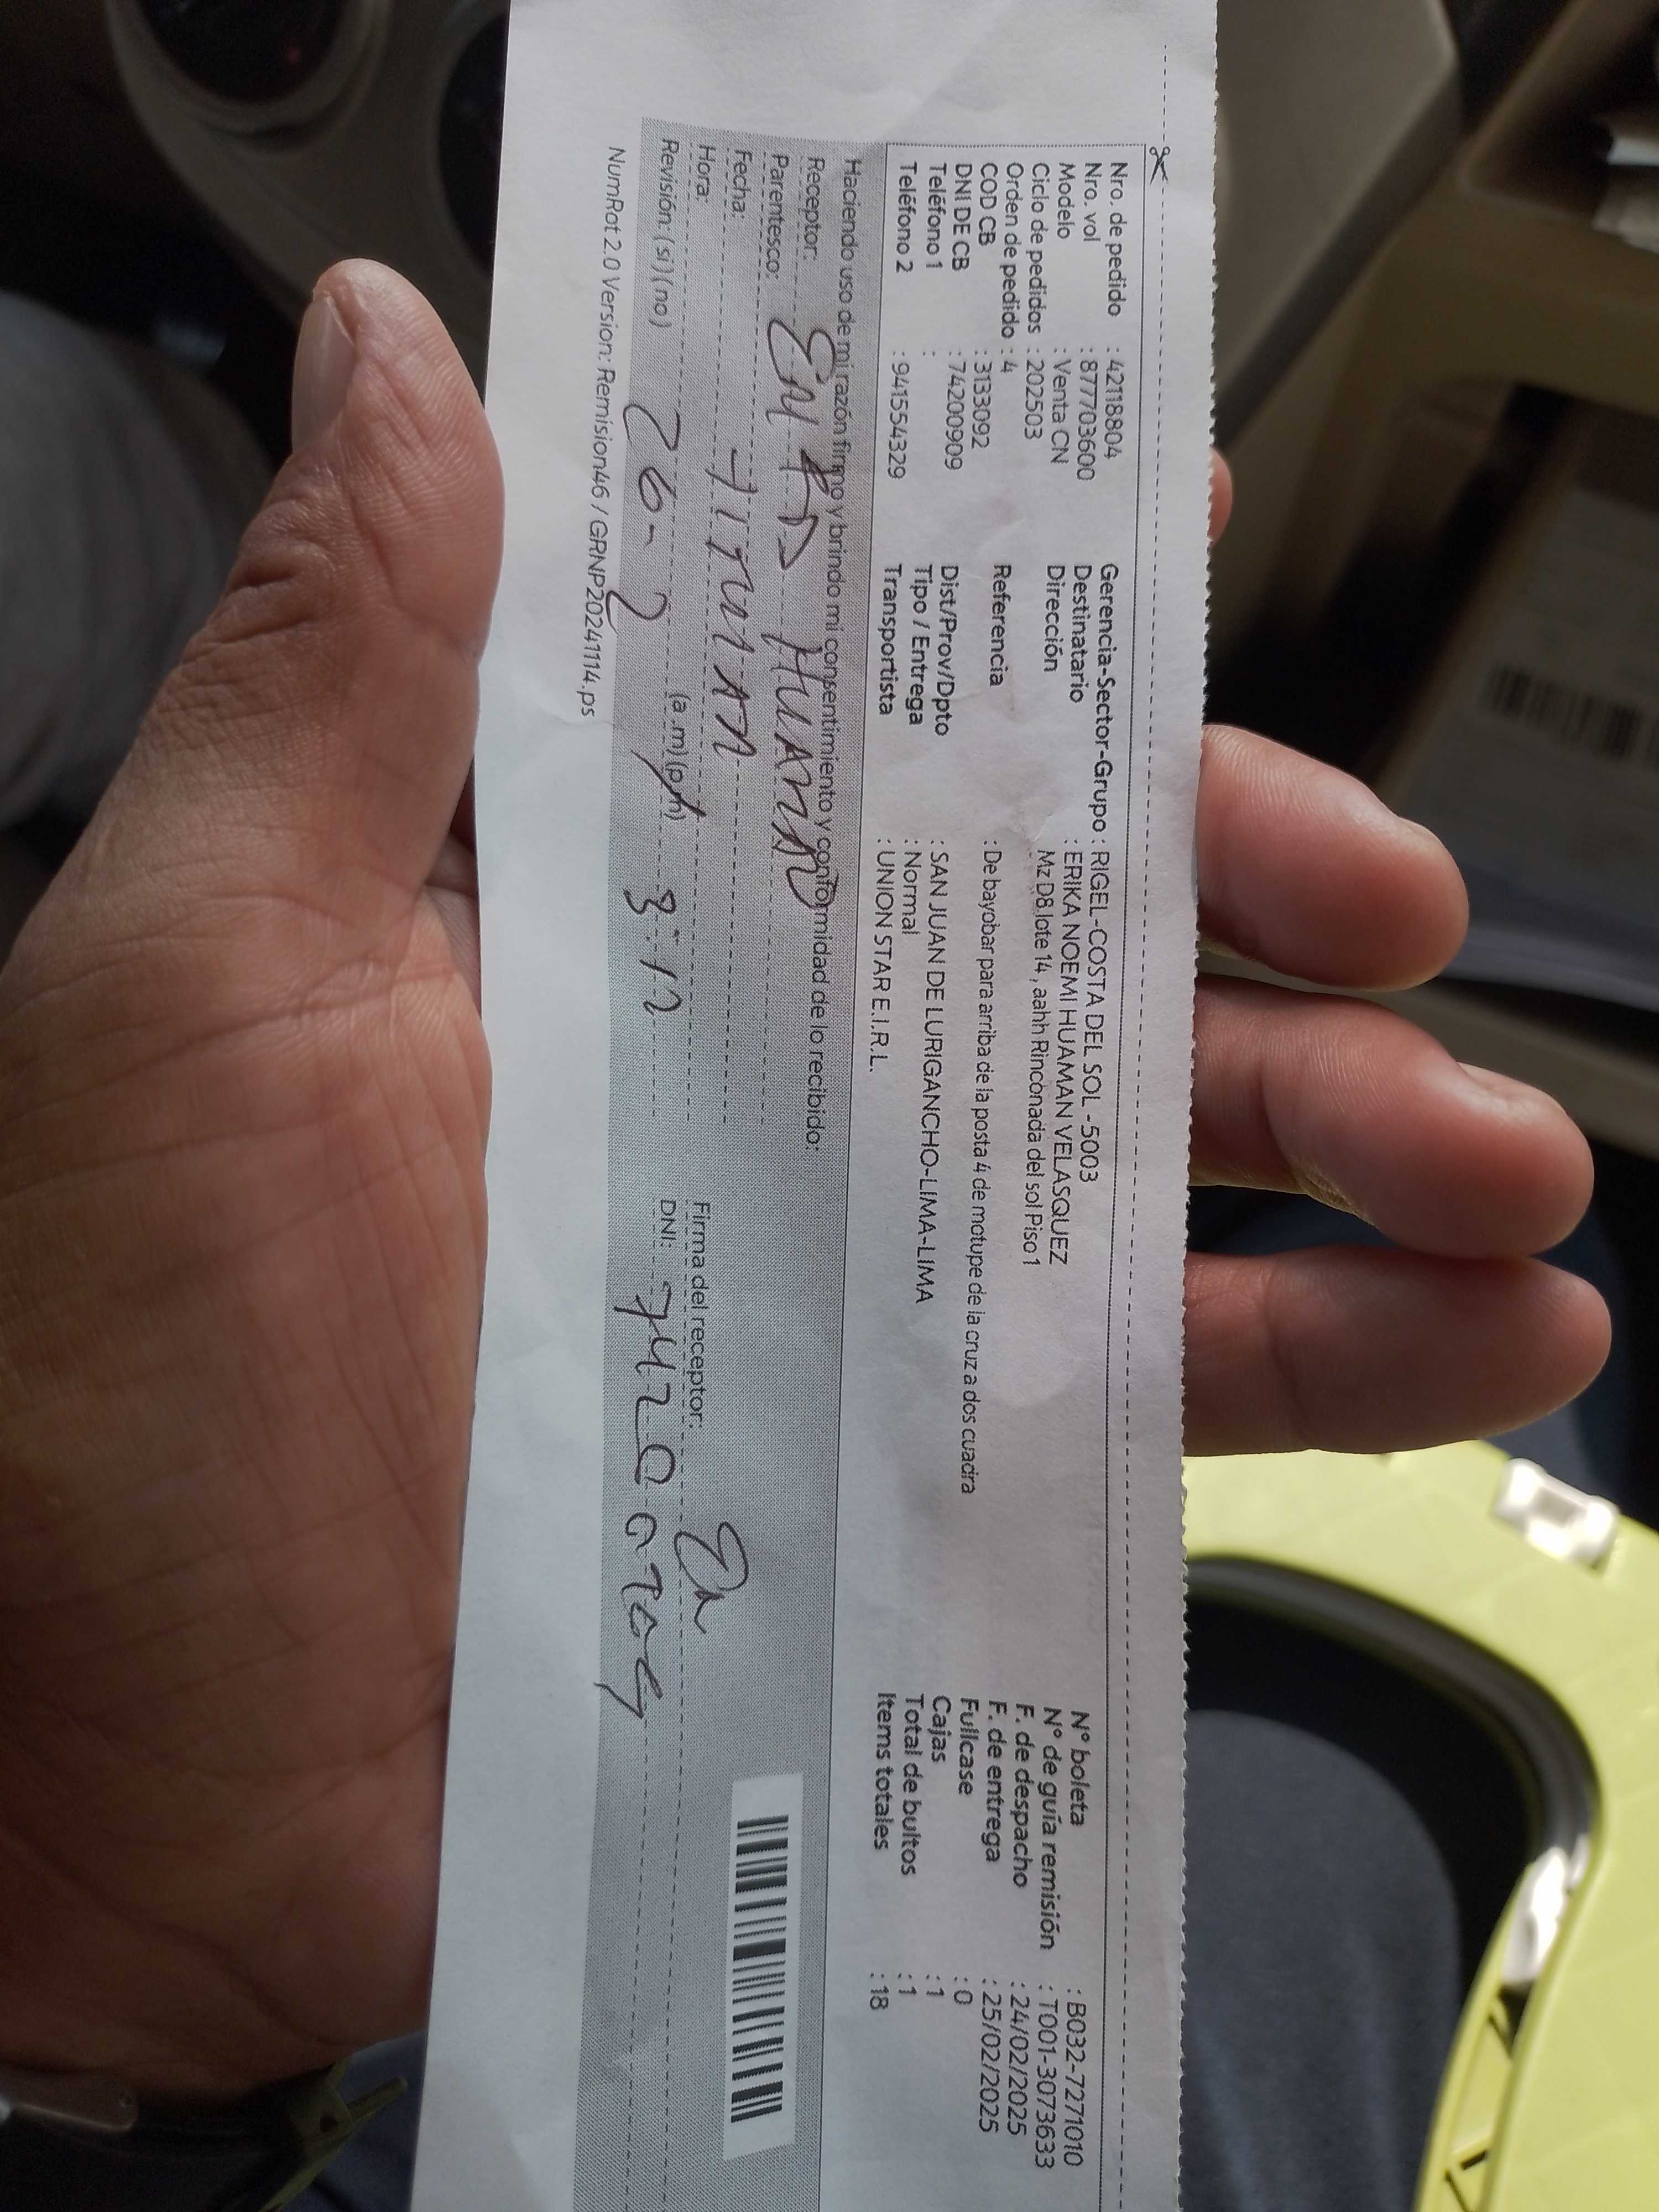 Nro. de pedido : 42118804
Nro. vol : 877703600
Modelo : Venta CN
Ciclo de pedidos : 202503
Orden de pedido : 4
COD CB : 3133092
DNI DE CB : 74200909
Teléfono 1 :
Teléfono 2 : 941554329
Gerencia-Sector-Grupo : RIGEL-COSTA DEL SOL - 5003
Destinatario : ERIKA NOEMI HUAMAN VELASQUEZ
Dirección Mz D8 lote 14 , aahh Rinconada del sol Piso 1
Referencia : De bayobar para arriba de la posta 4 de motupe de la cruz a dos cuadra
Dist/Prov/Dpto : SAN JUAN DE LURIGANCHO-LIMA-LIMA
Tipo / Entrega : Normal
Transportista : UNION STAR E.I.R.L.
N° boleta : B032-7271010
N° de guía remisión : T001-3073633
F. de despacho : 24/02/2025
F. de entrega : 25/02/2025
Fullcase : 0
Cajas : 1
Total de bultos : 1
Items totales : 18
Haciendo uso de mi razón firmo y brindo mi consentimiento y conformidad de lo recibido:
Receptor: HUAMAN
Parentesco:
Fecha:
Hora: (a.m)(p.m)
Revisión:(si)(no) 26-2 3:12
Firma del receptor:
DNI: 74200909
NumRot 2.0 Version: Remision46 / GRNP20241114.ps